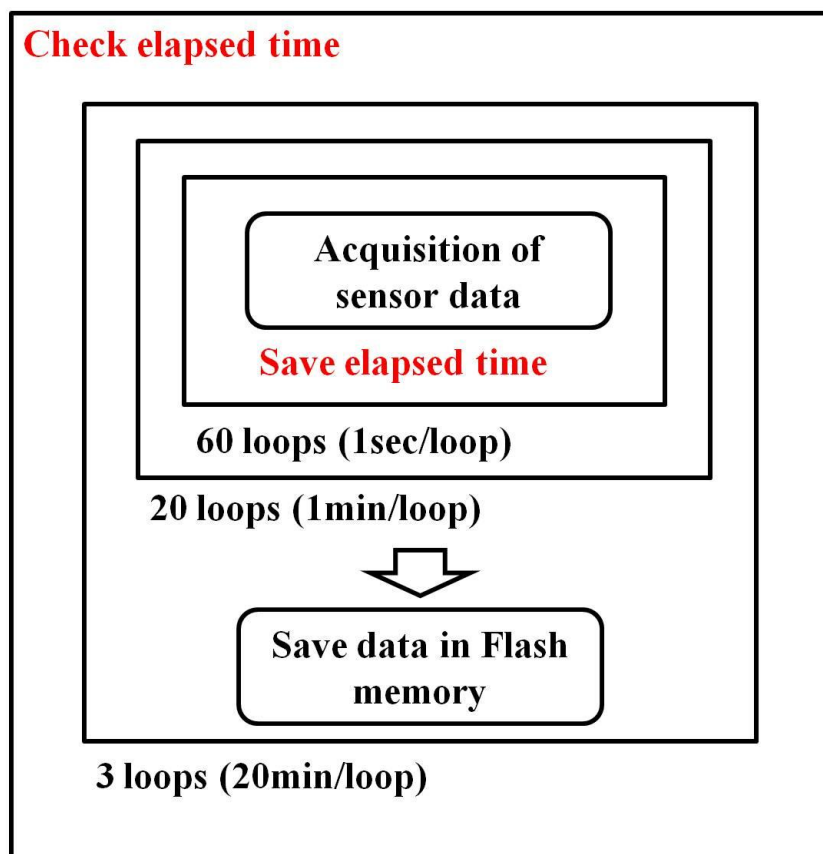 Check elapsed time
Acquisition of
sensor data
Save elapsed time
60 loops (1sec/loop)
20 loops (1min/loop)
Save data in Flash
memory
3 loops (20min/loop)